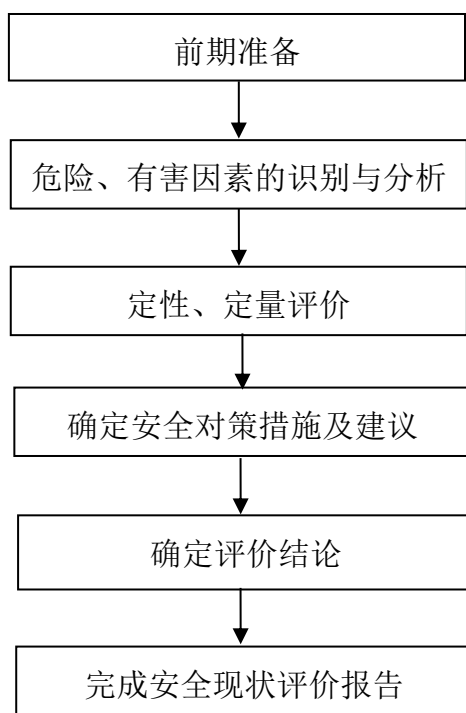 前期准备
危险、有害因素的识别与分析
定性、定量评价
确定安全对策措施及建议
确定评价结论
完成安全现状评价报告